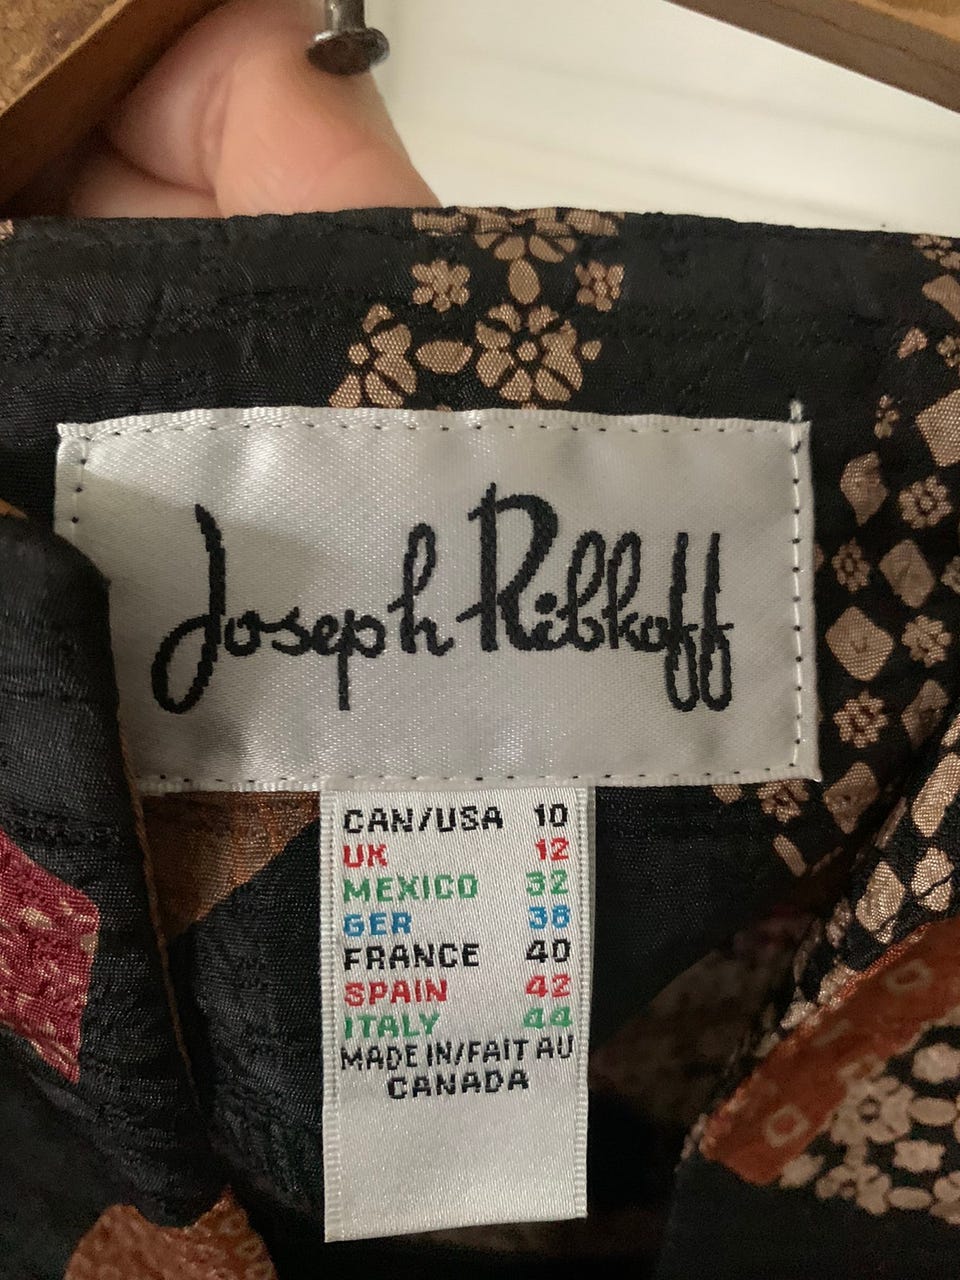 Joseph Ribkoff
CAN/USA 10
UK 12
MEXICO 32
GER 38
FRANCE 40
SPAIN 42
ITALY 44
MADE IN/FAIT AU
CANADA